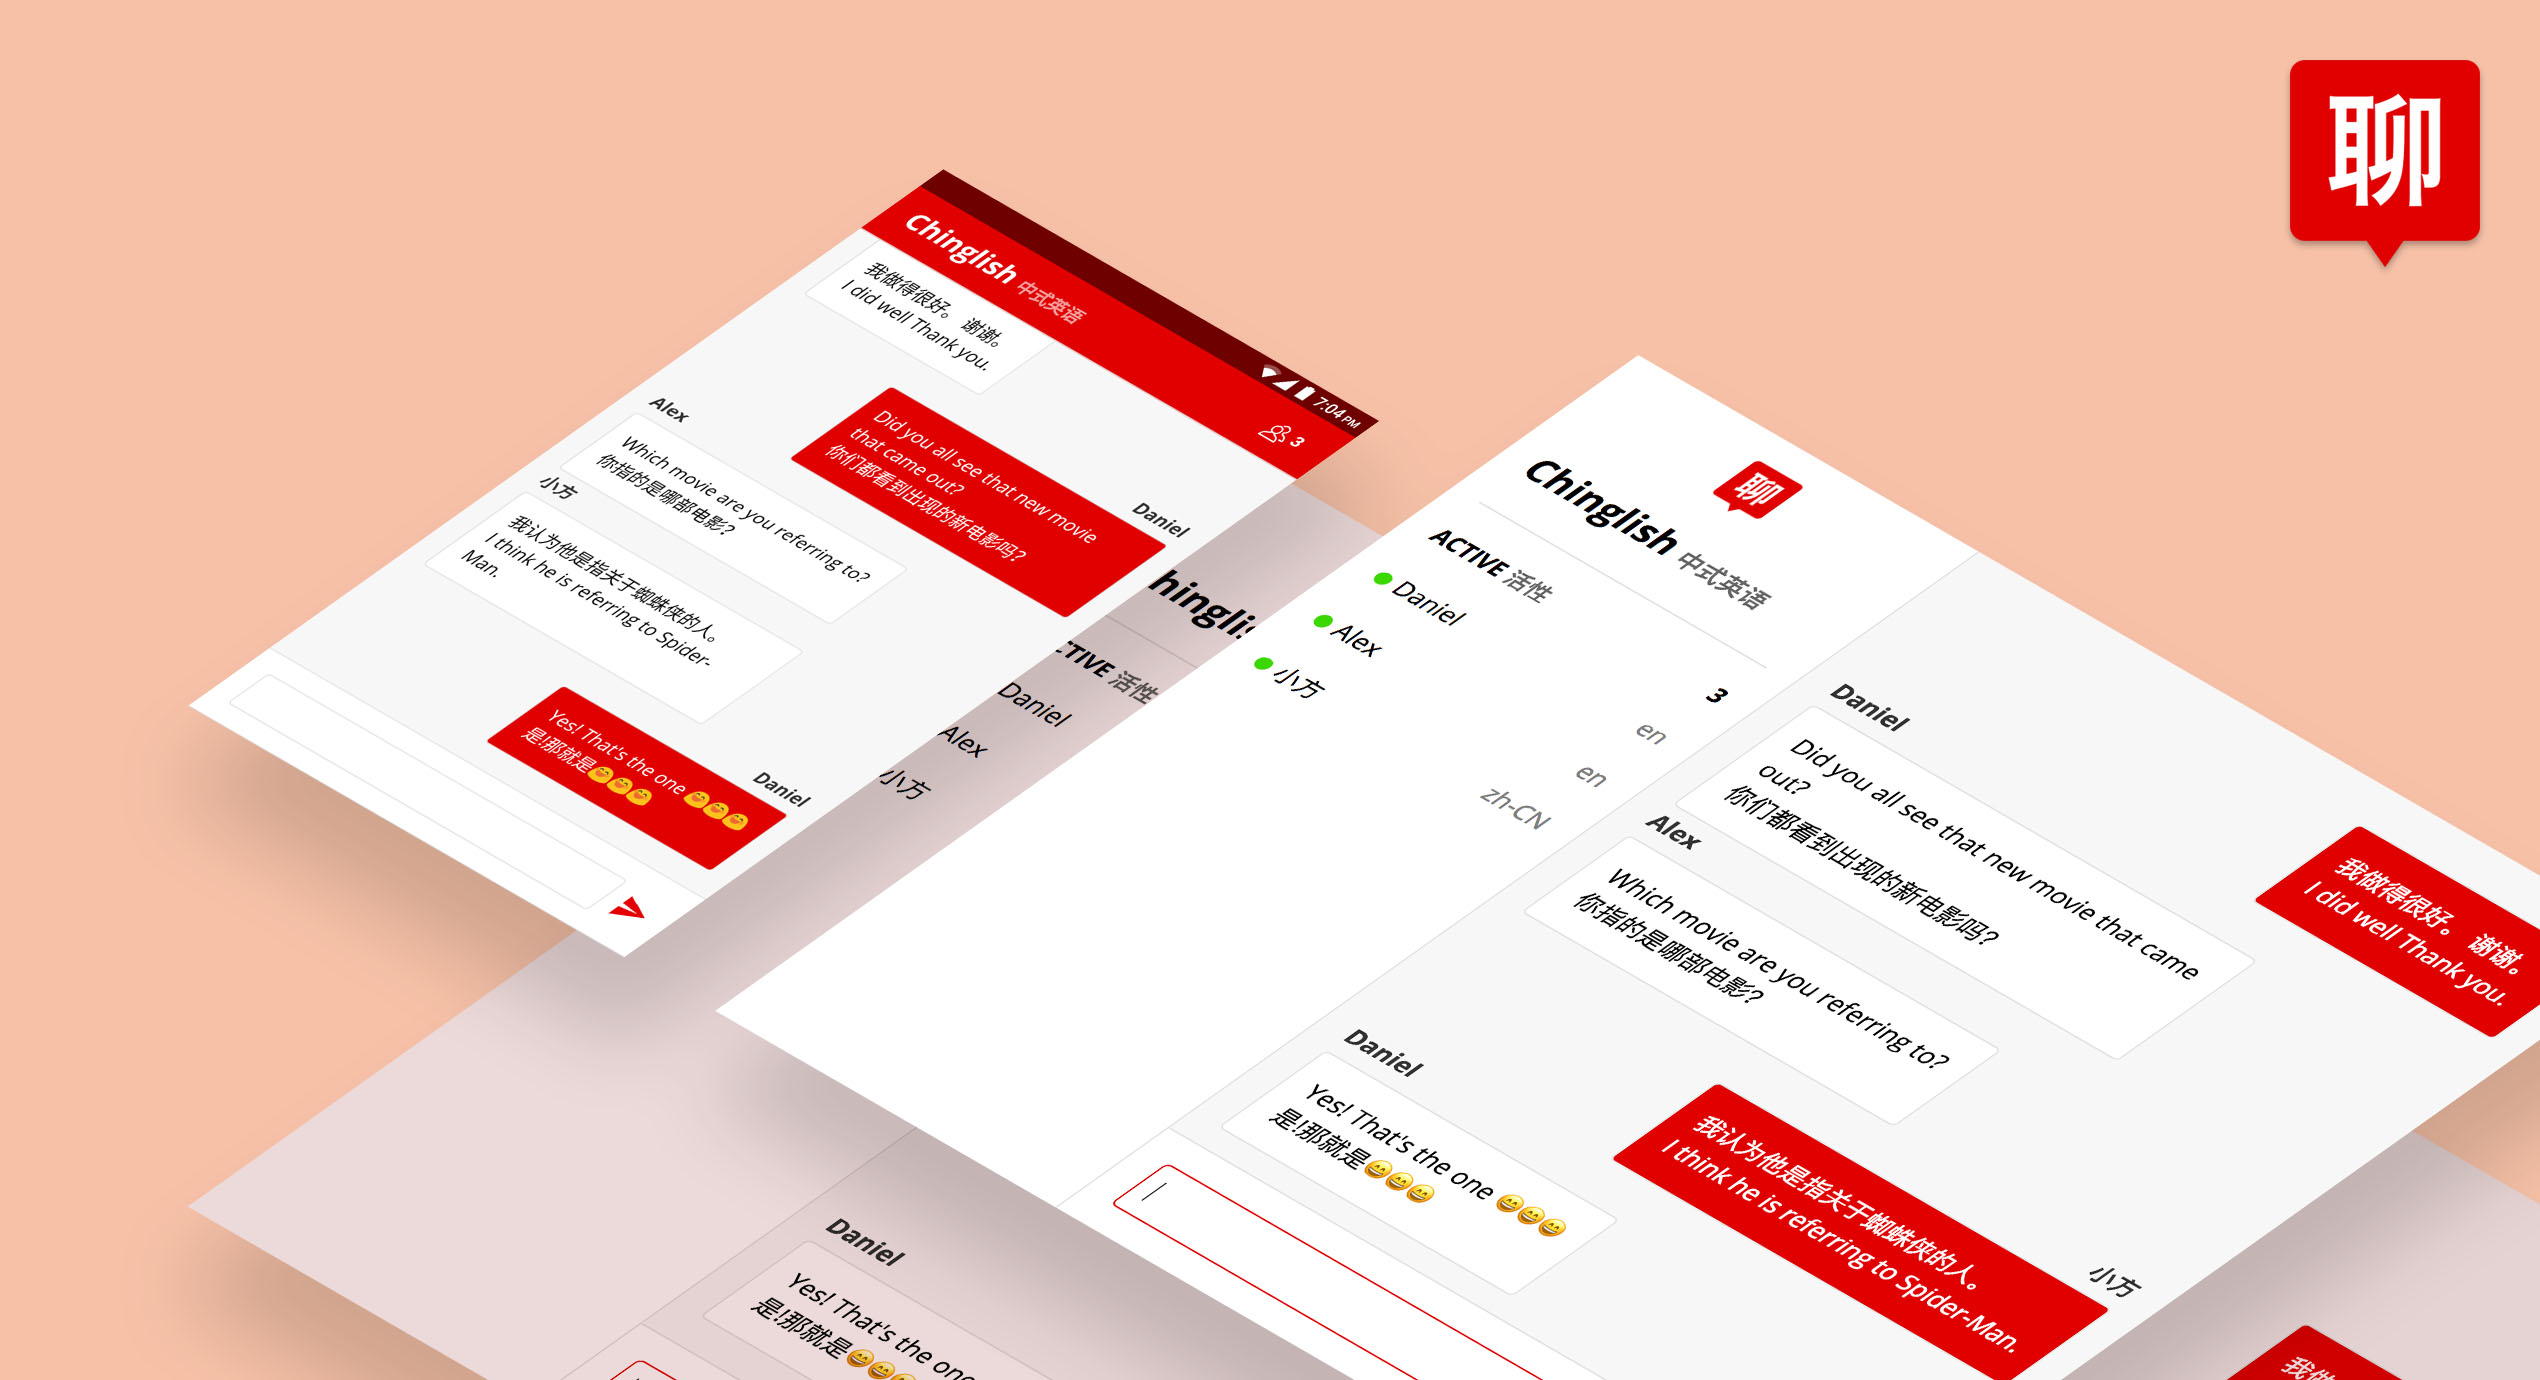 聊
Chinglish 中式英语
7:04 PM
3
我做得很好。 谢谢。
I did well Thank you.
Daniel
Did you all see that new movie
that came out?
你们都看到出现的新电影吗?
Alex
Which movie are you referring to?
你指的是哪部电影?
小方
我认为他是指关于蜘蛛侠的人。
I think he is referring to Spider-
Man.
Daniel
Yes! That's the one 😄😄😄
是!那就是😄😄😄
聊
Chinglish 中式英语
ACTIVE 活性 3
Daniel en
Alex en
小方 zh-CN
我做得很好。 谢谢。
I did well Thank you.
Daniel
Did you all see that new movie that came
out?
你们都看到出现的新电影吗?
Alex
Which movie are you referring to?
你指的是哪部电影?
小方
我认为他是指关于蜘蛛侠的人。
I think he is referring to Spider-Man.
Daniel
Yes! That's the one 😄😄😄
是!那就是😄😄😄
hinglis
CTIVE 活性
Daniel
Alex
小方
Daniel
Yes! That's the one
是!那就是😄😄😄
我做